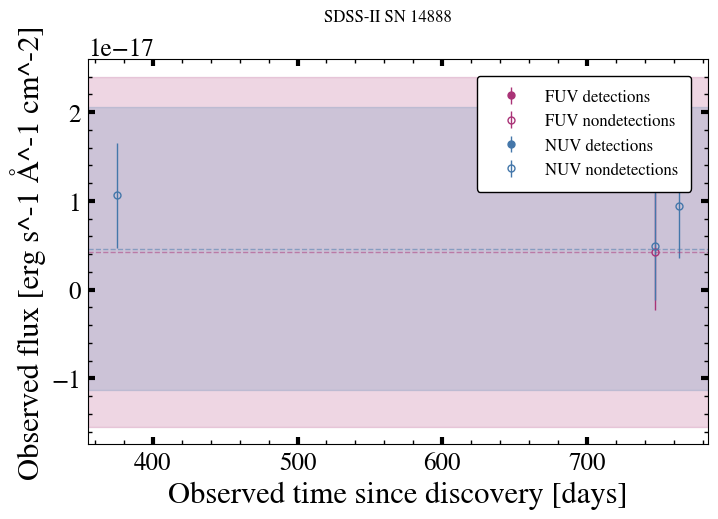 SDSS-II SN 14888
1e−17
Observed flux [erg s^-1 Å^-1 cm^-2]
2
1
0
−1
FUV detections
FUV nondetections
NUV detections
NUV nondetections
400
500
600
700
Observed time since discovery [days]